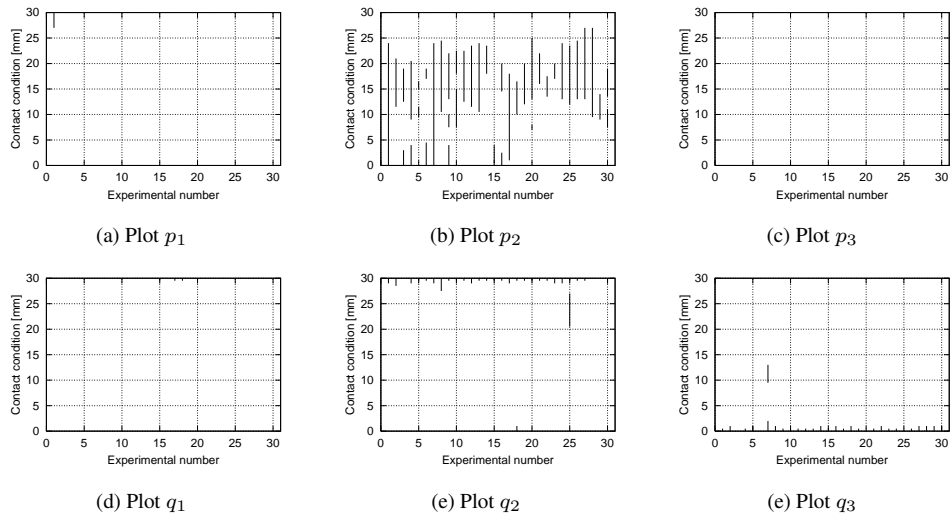 Contact condition [mm]
30
25
20
15
10
5
0
0 5 10 15 20 25 30
Experimental number
(a) Plot p1
Contact condition [mm]
30
25
20
15
10
5
0
0 5 10 15 20 25 30
Experimental number
(b) Plot p2
Contact condition [mm]
30
25
20
15
10
5
0
0 5 10 15 20 25 30
Experimental number
(c) Plot p3
Contact condition [mm]
30
25
20
15
10
5
0
0 5 10 15 20 25 30
Experimental number
(d) Plot q1
Contact condition [mm]
30
25
20
15
10
5
0
0 5 10 15 20 25 30
Experimental number
(e) Plot q2
Contact condition [mm]
30
25
20
15
10
5
0
0 5 10 15 20 25 30
Experimental number
(e) Plot q3